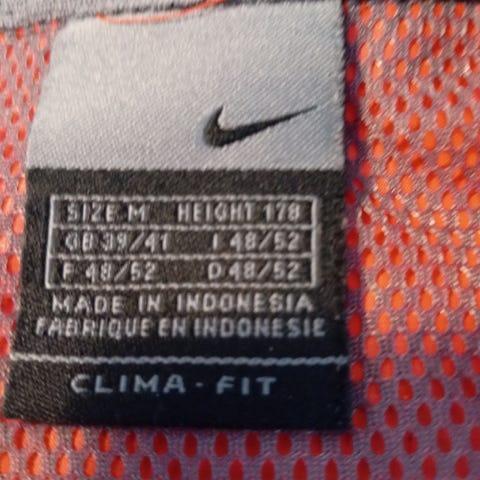 SIZE M HEIGHT 178
GB 39/41 I 48/52
F 48/52 D 48/52
MADE IN INDONESIA
FABRIQUE EN INDONESIE
CLIMA-FIT